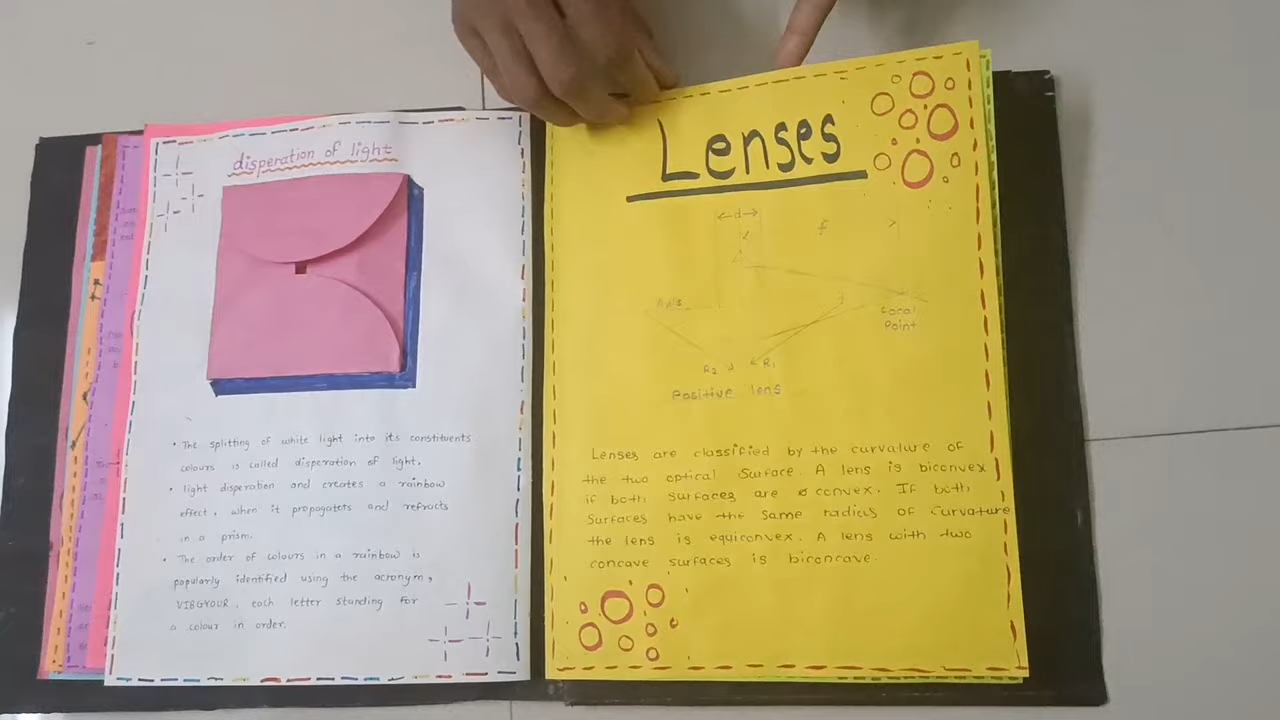 disperation of light
• The splitting of white light into its constituents
colours is called disperation of light.
• light disperation and creates a rainbow
effect, when it propagators and refracts
in a prism.
• The order of colours in a rainbow is
popularly identified using the acronym,
VIBGYOUR, each letter standing for
a colour in order.
Lenses
d
f
Axis
Focal
Point
R₂ R₁
Positive lens
Lenses are classified by the curvature of
the two optical Surface. A lens is biconvex
if both surfaces are convex. If both
Surfaces have the same radius of Curvature
the lens is equiconvex. A lens with two
concave surfaces is biconcave.